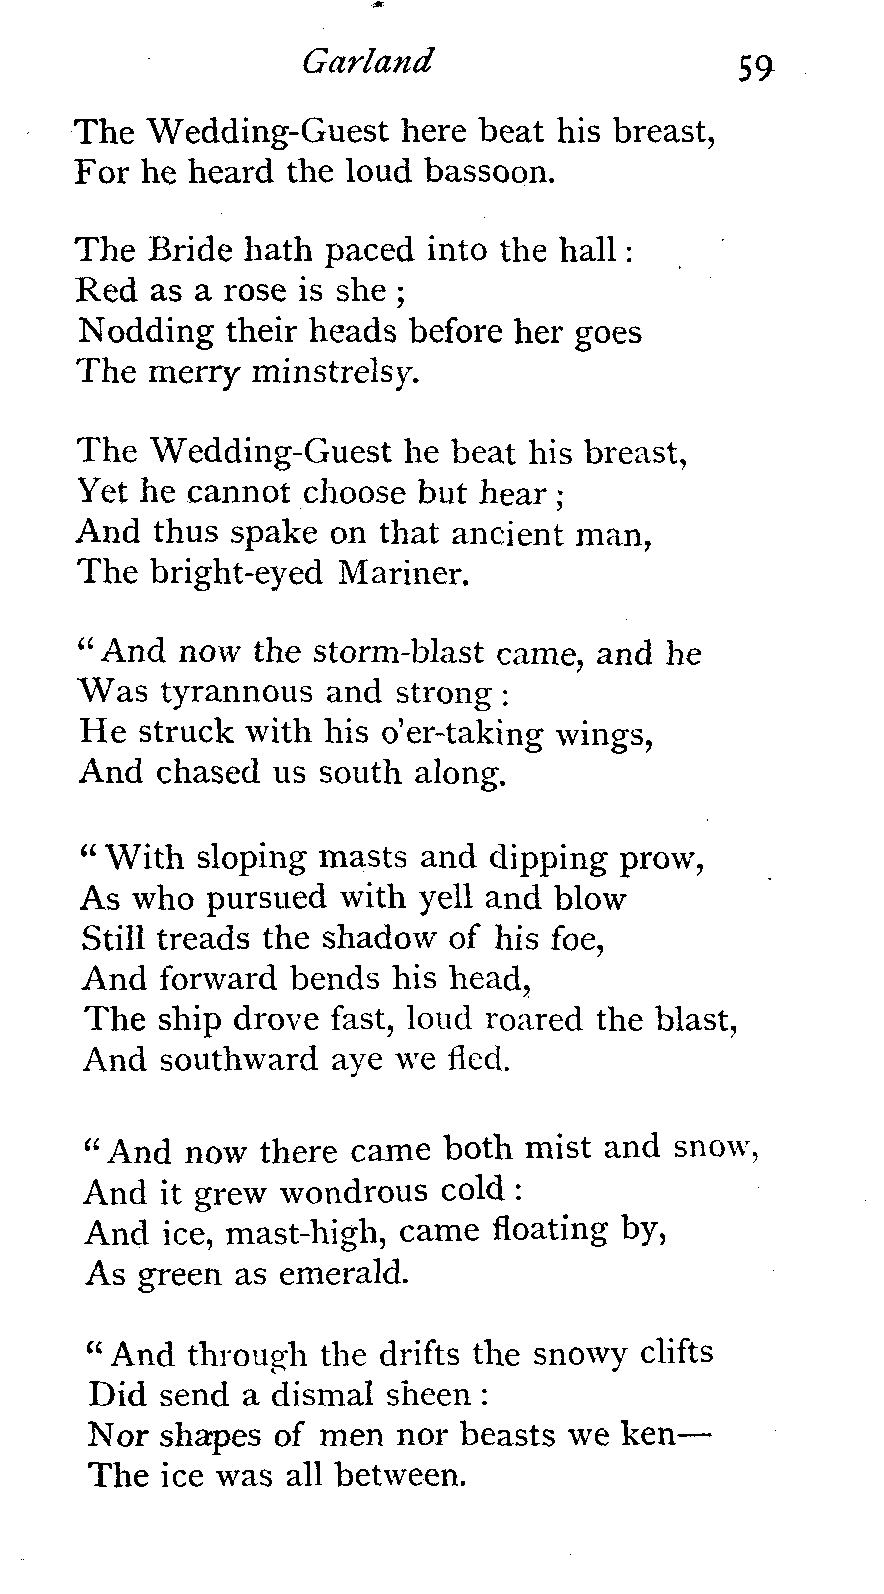 Garland 59
The Wedding-Guest here beat his breast,
For he heard the loud bassoon.
The Bride hath paced into the hall :
Red as a rose is she ;
Nodding their heads before her goes
The merry minstrelsy.
The Wedding-Guest he beat his breast,
Yet he cannot choose but hear ;
And thus spake on that ancient man,
The bright-eyed Mariner.
“ And now the storm-blast came, and he
Was tyrannous and strong :
He struck with his o’er-taking wings,
And chased us south along.
“ With sloping masts and dipping prow,
As who pursued with yell and blow
Still treads the shadow of his foe,
And forward bends his head,
The ship drove fast, loud roared the blast,
And southward aye we fled.
“ And now there came both mist and snow,
And it grew wondrous cold :
And ice, mast-high, came floating by,
As green as emerald.
“ And through the drifts the snowy clifts
Did send a dismal sheen :
Nor shapes of men nor beasts we ken—
The ice was all between.